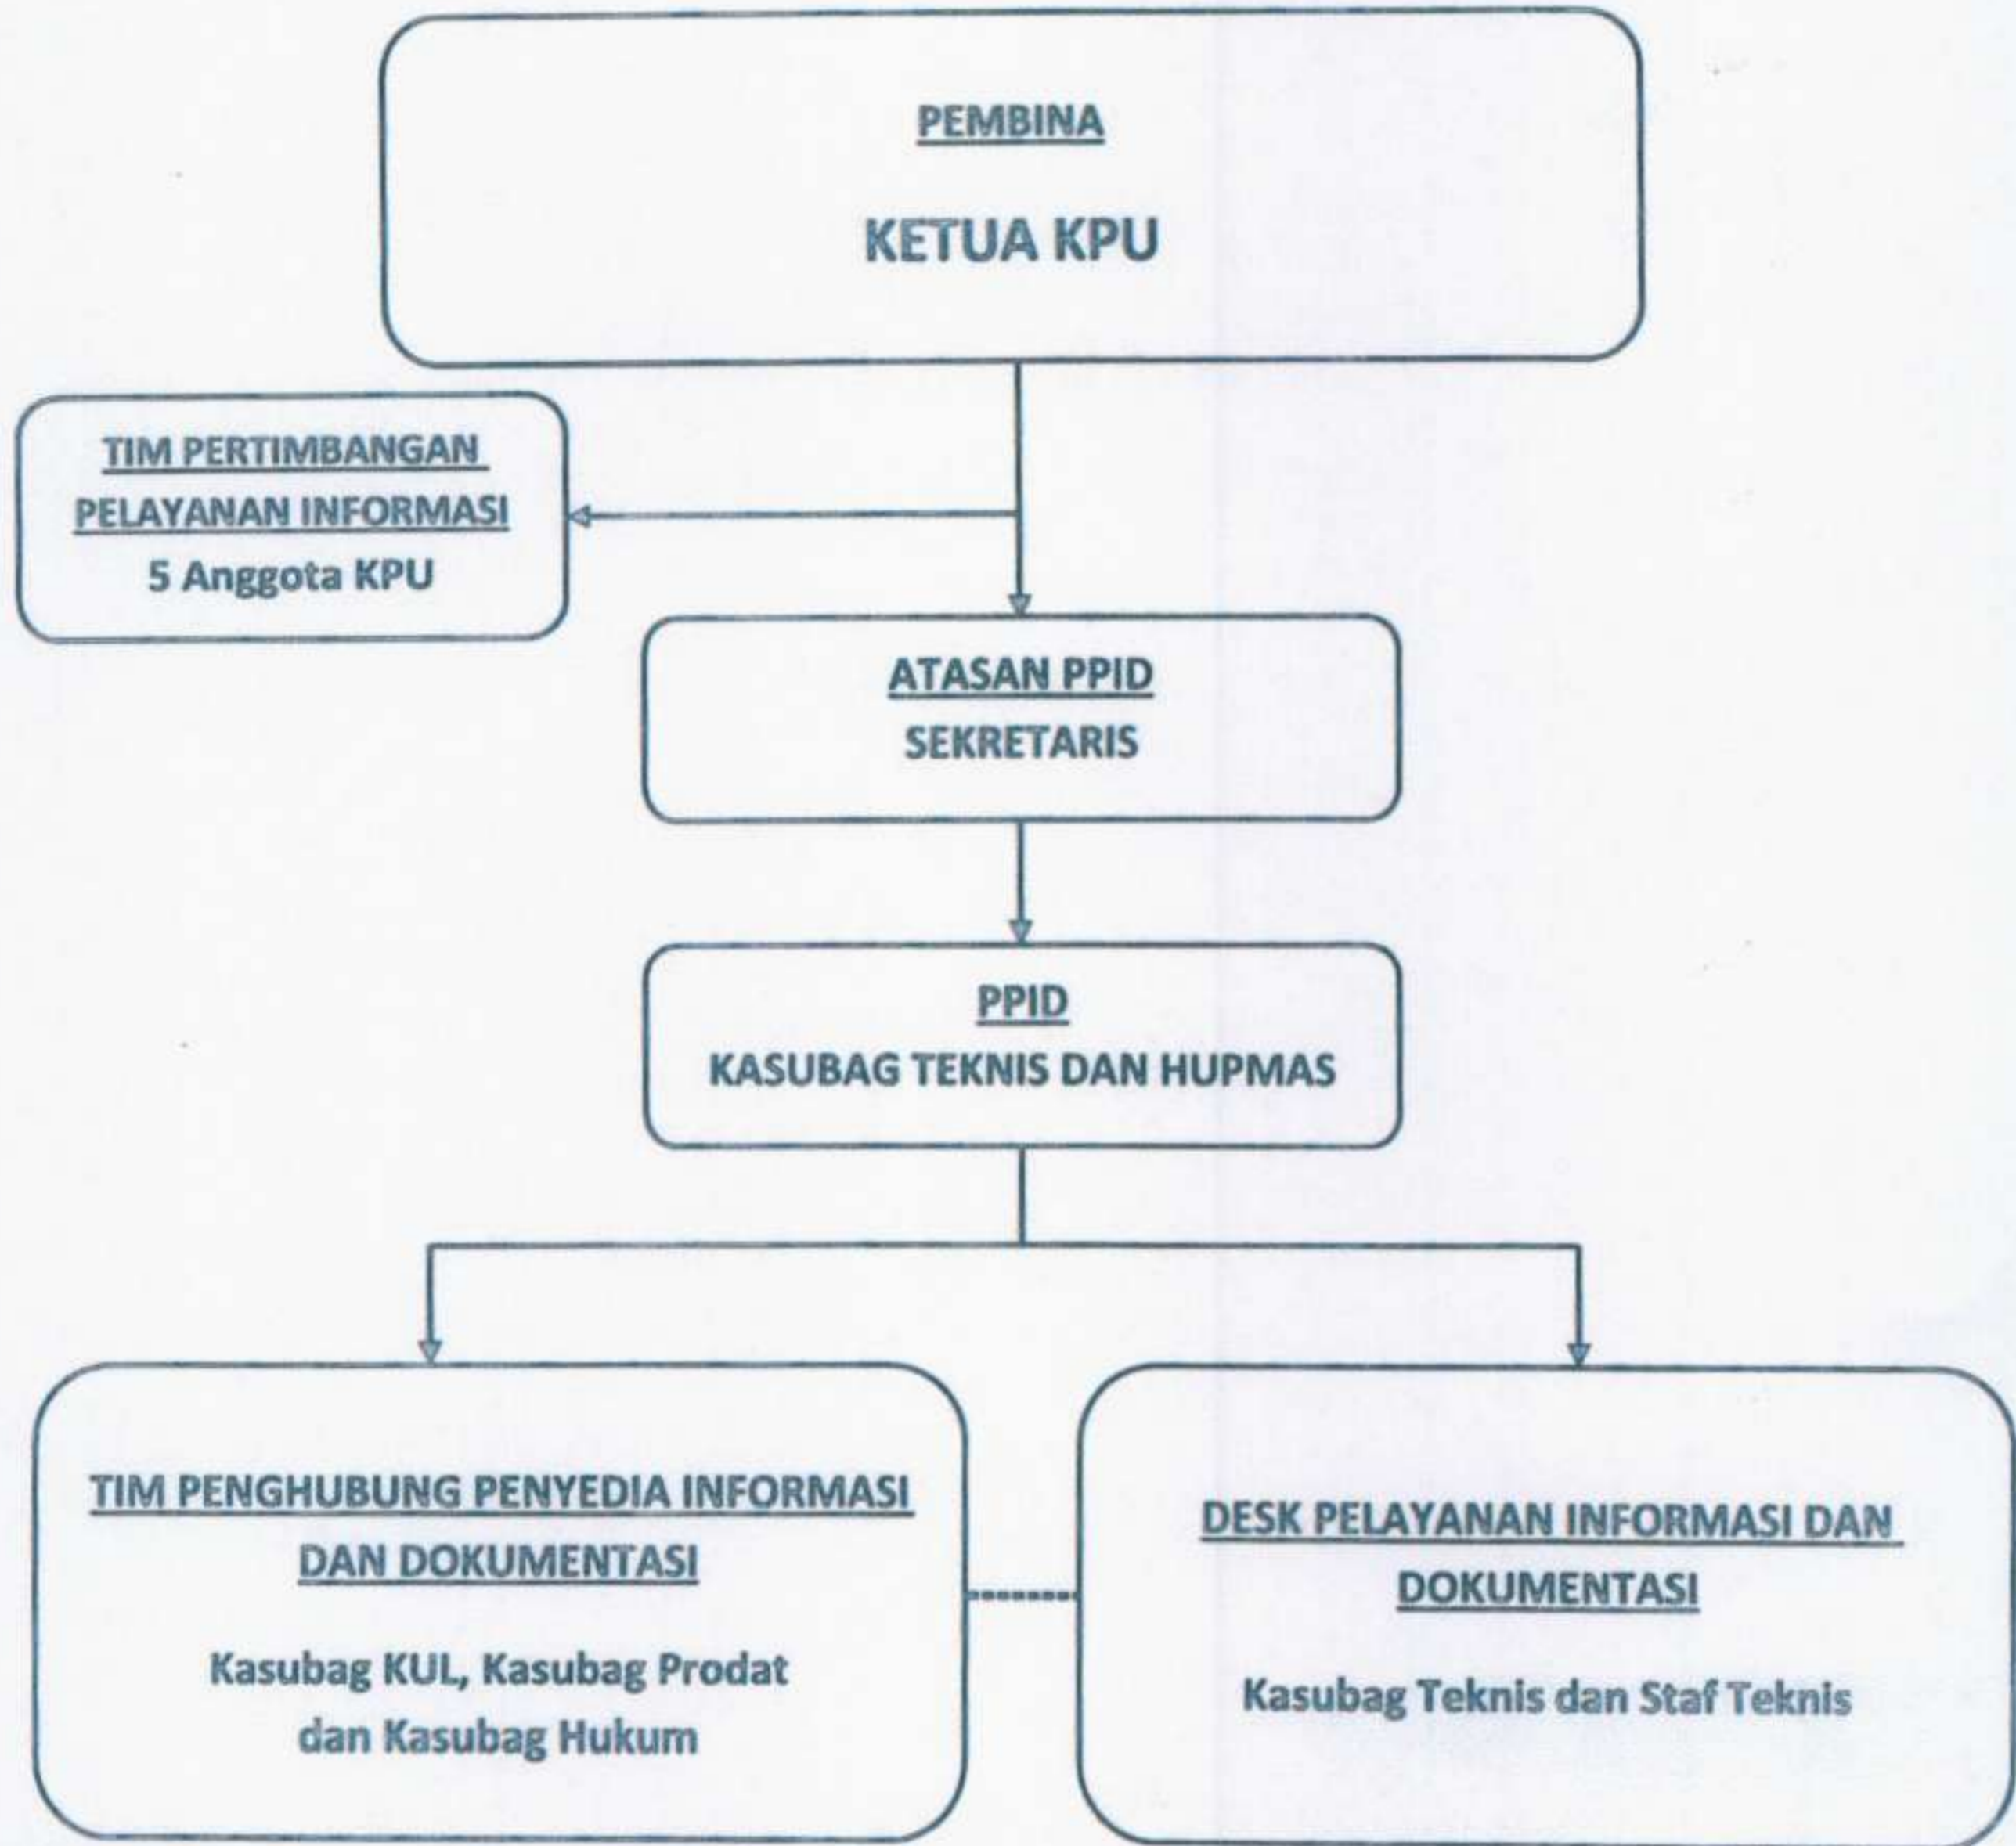 PEMBINA
KETUA KPU
TIM PERTIMBANGAN
PELAYANAN INFORMASI
5 Anggota KPU
ATASAN PPID
SEKRETARIS
PPID
KASUBAG TEKNIS DAN HUPMAS
TIM PENGHUBUNG PENYEDIA INFORMASI
DAN DOKUMENTASI
Kasubag KUL, Kasubag Prodat
dan Kasubag Hukum
DESK PELAYANAN INFORMASI DAN
DOKUMENTASI
Kasubag Teknis dan Staf Teknis